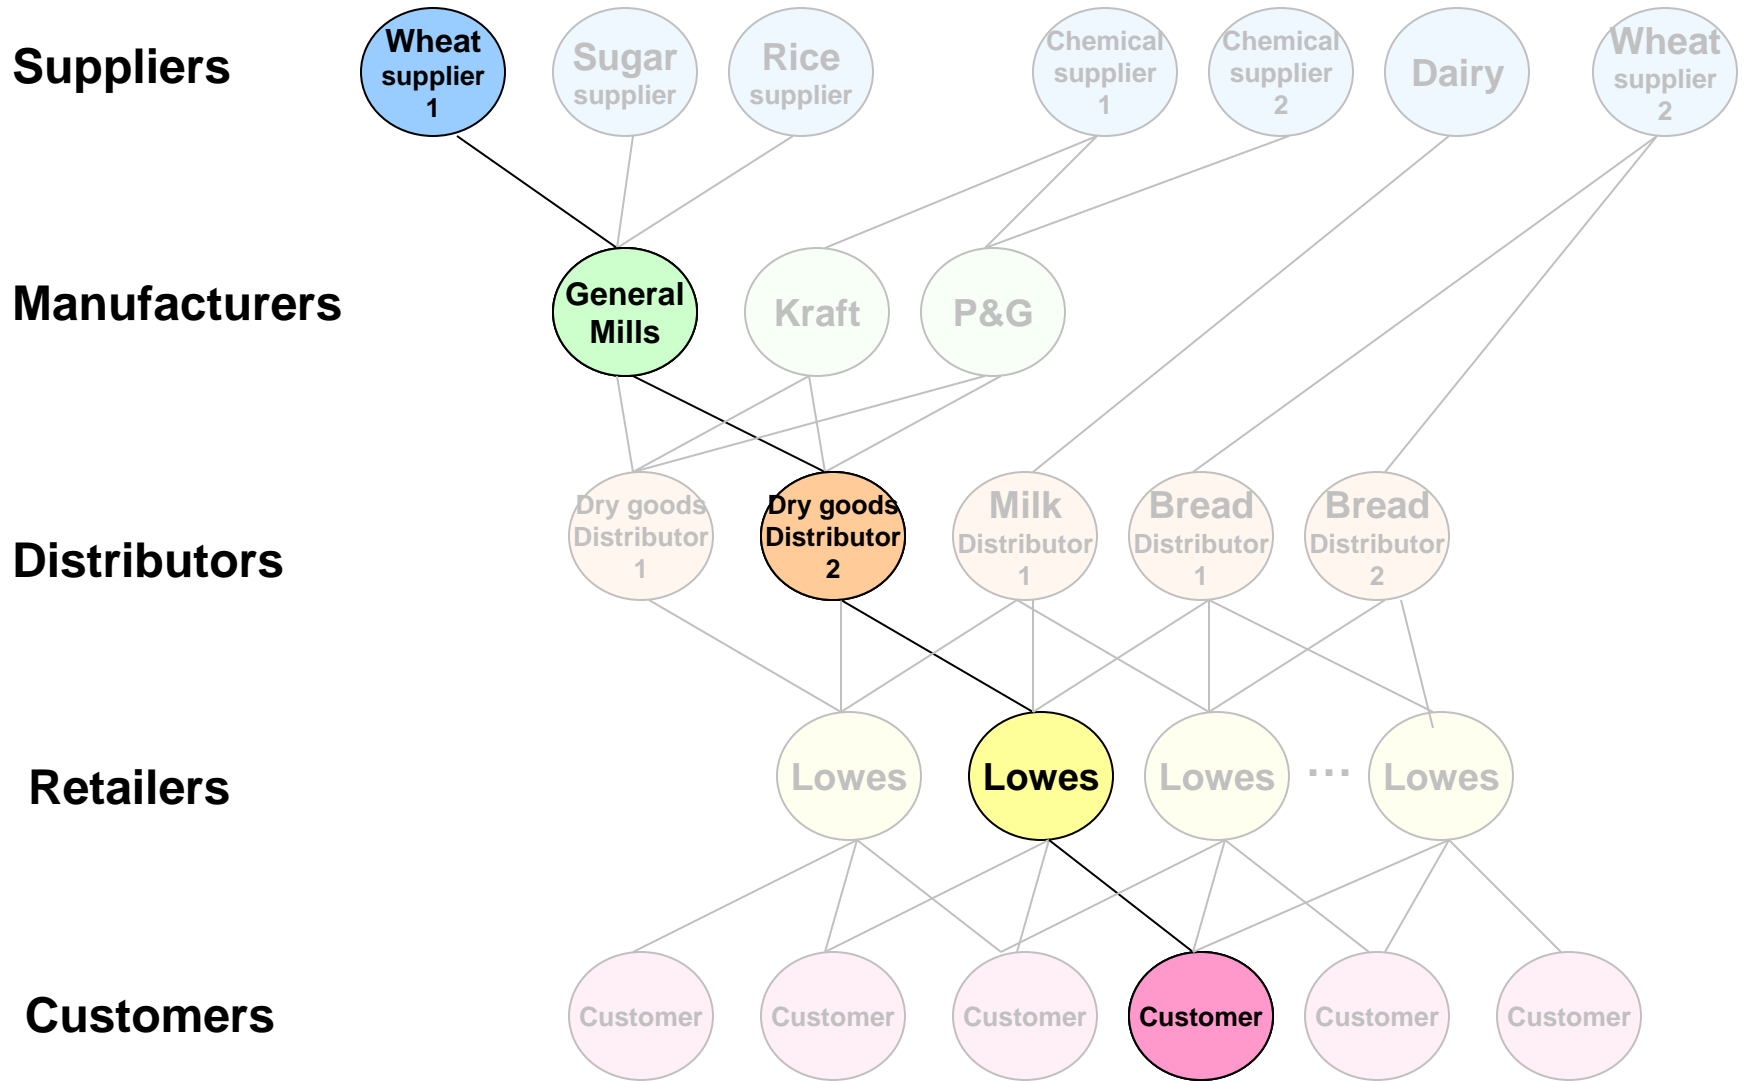 Suppliers
Wheat
supplier
1
Sugar
supplier
Rice
supplier
Chemical
supplier
1
Chemical
supplier
2
Dairy
Wheat
supplier
2
Manufacturers
General
Mills
Kraft
P&G
Distributors
Dry goods
Distributor
1
Dry goods
Distributor
2
Milk
Distributor
1
Bread
Distributor
1
Bread
Distributor
2
Retailers
Lowes
Lowes
Lowes
...
Lowes
Customers
Customer
Customer
Customer
Customer
Customer
Customer